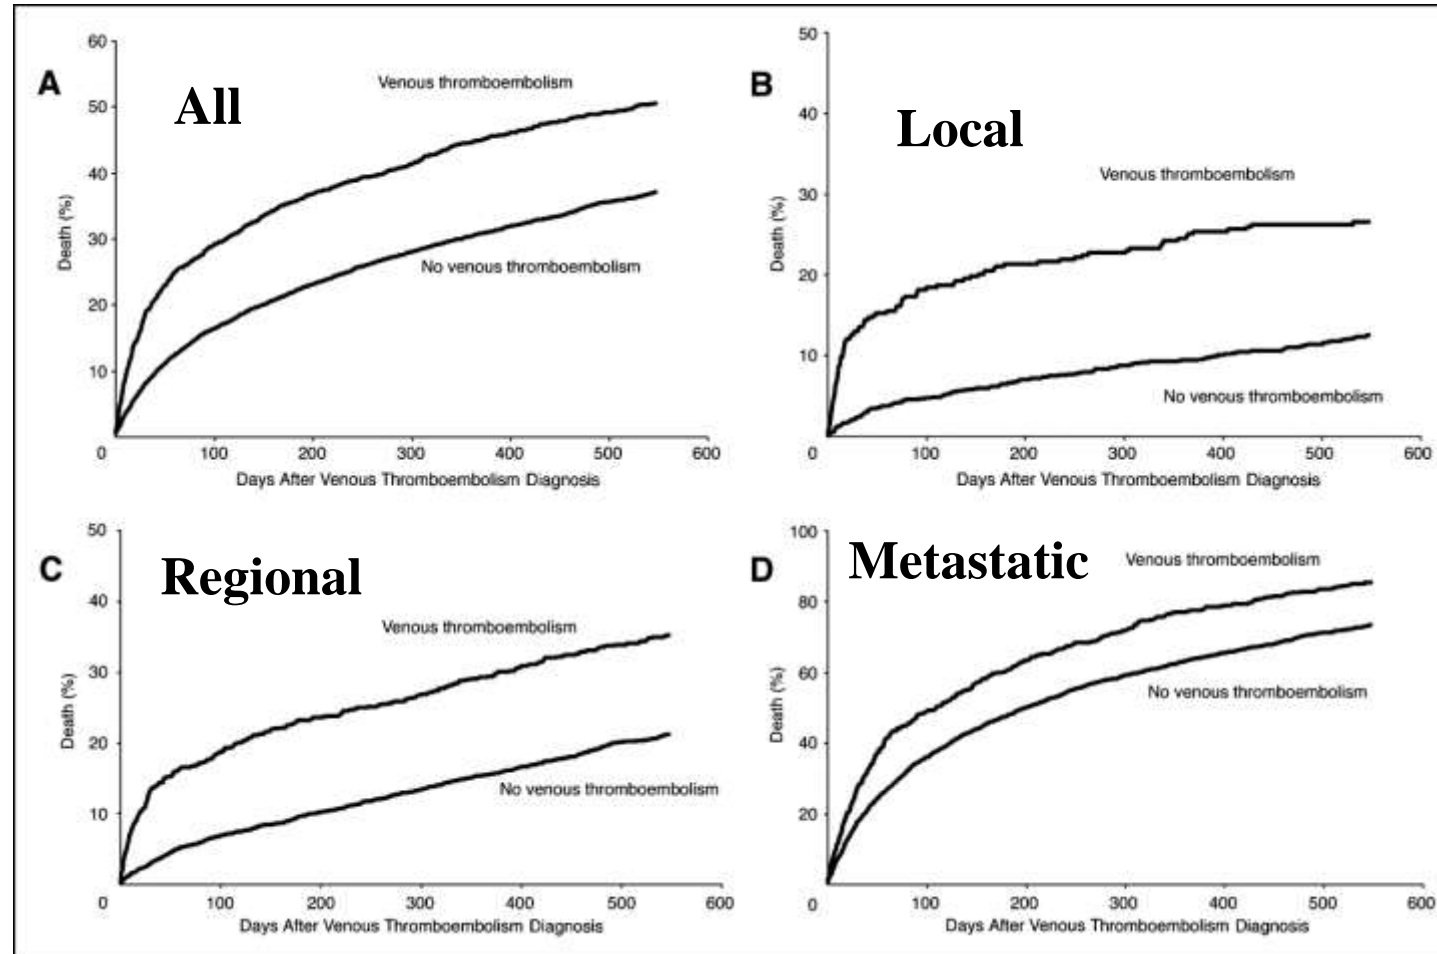 A
All
Venous thromboembolism
No venous thromboembolism
Death (%)
60
50
40
30
20
10
0
100
200
300
400
500
600
Days After Venous Thromboembolism Diagnosis
B
Local
Venous thromboembolism
No venous thromboembolism
Death (%)
50
40
30
20
10
0
100
200
300
400
500
600
Days After Venous Thromboembolism Diagnosis
C
Regional
Venous thromboembolism
No venous thromboembolism
Death (%)
50
40
30
20
10
0
100
200
300
400
500
600
Days After Venous Thromboembolism Diagnosis
D
Metastatic
Venous thromboembolism
No venous thromboembolism
Death (%)
100
80
60
40
20
0
100
200
300
400
500
600
Days After Venous Thromboembolism Diagnosis